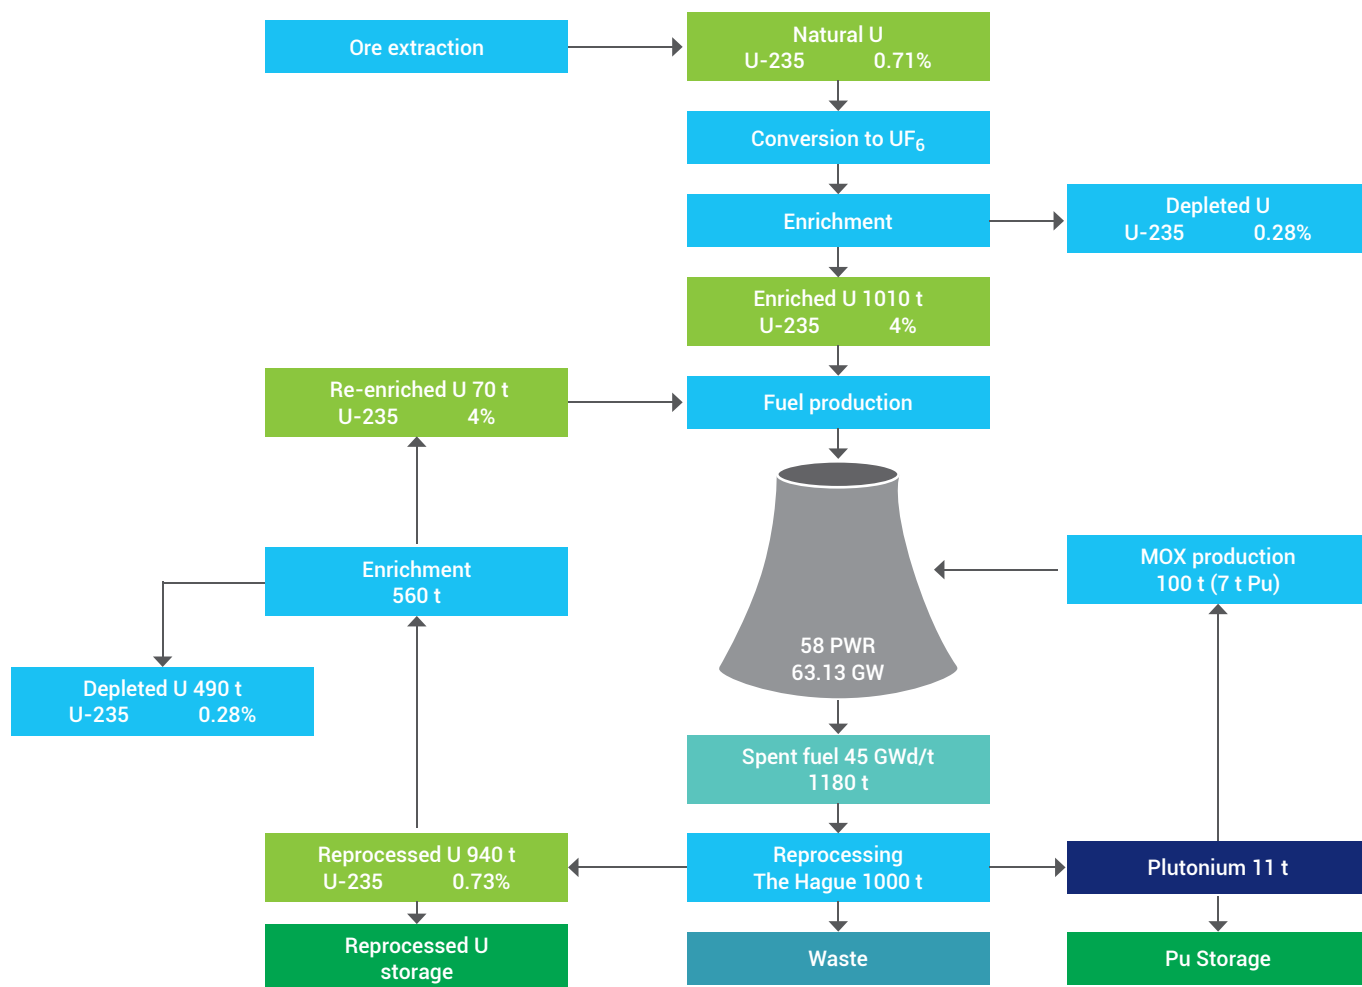 Ore extraction
Natural U
U-235 0.71%
Conversion to UF₆
Enrichment
Depleted U
U-235 0.28%
Enriched U 1010 t
U-235 4%
Re-enriched U 70 t
U-235 4%
Fuel production
Enrichment
560 t
MOX production
100 t (7 t Pu)
58 PWR
63.13 GW
Depleted U 490 t
U-235 0.28%
Spent fuel 45 GWd/t
1180 t
Reprocessed U 940 t
U-235 0.73%
Reprocessing
The Hague 1000 t
Plutonium 11 t
Reprocessed U
storage
Waste
Pu Storage